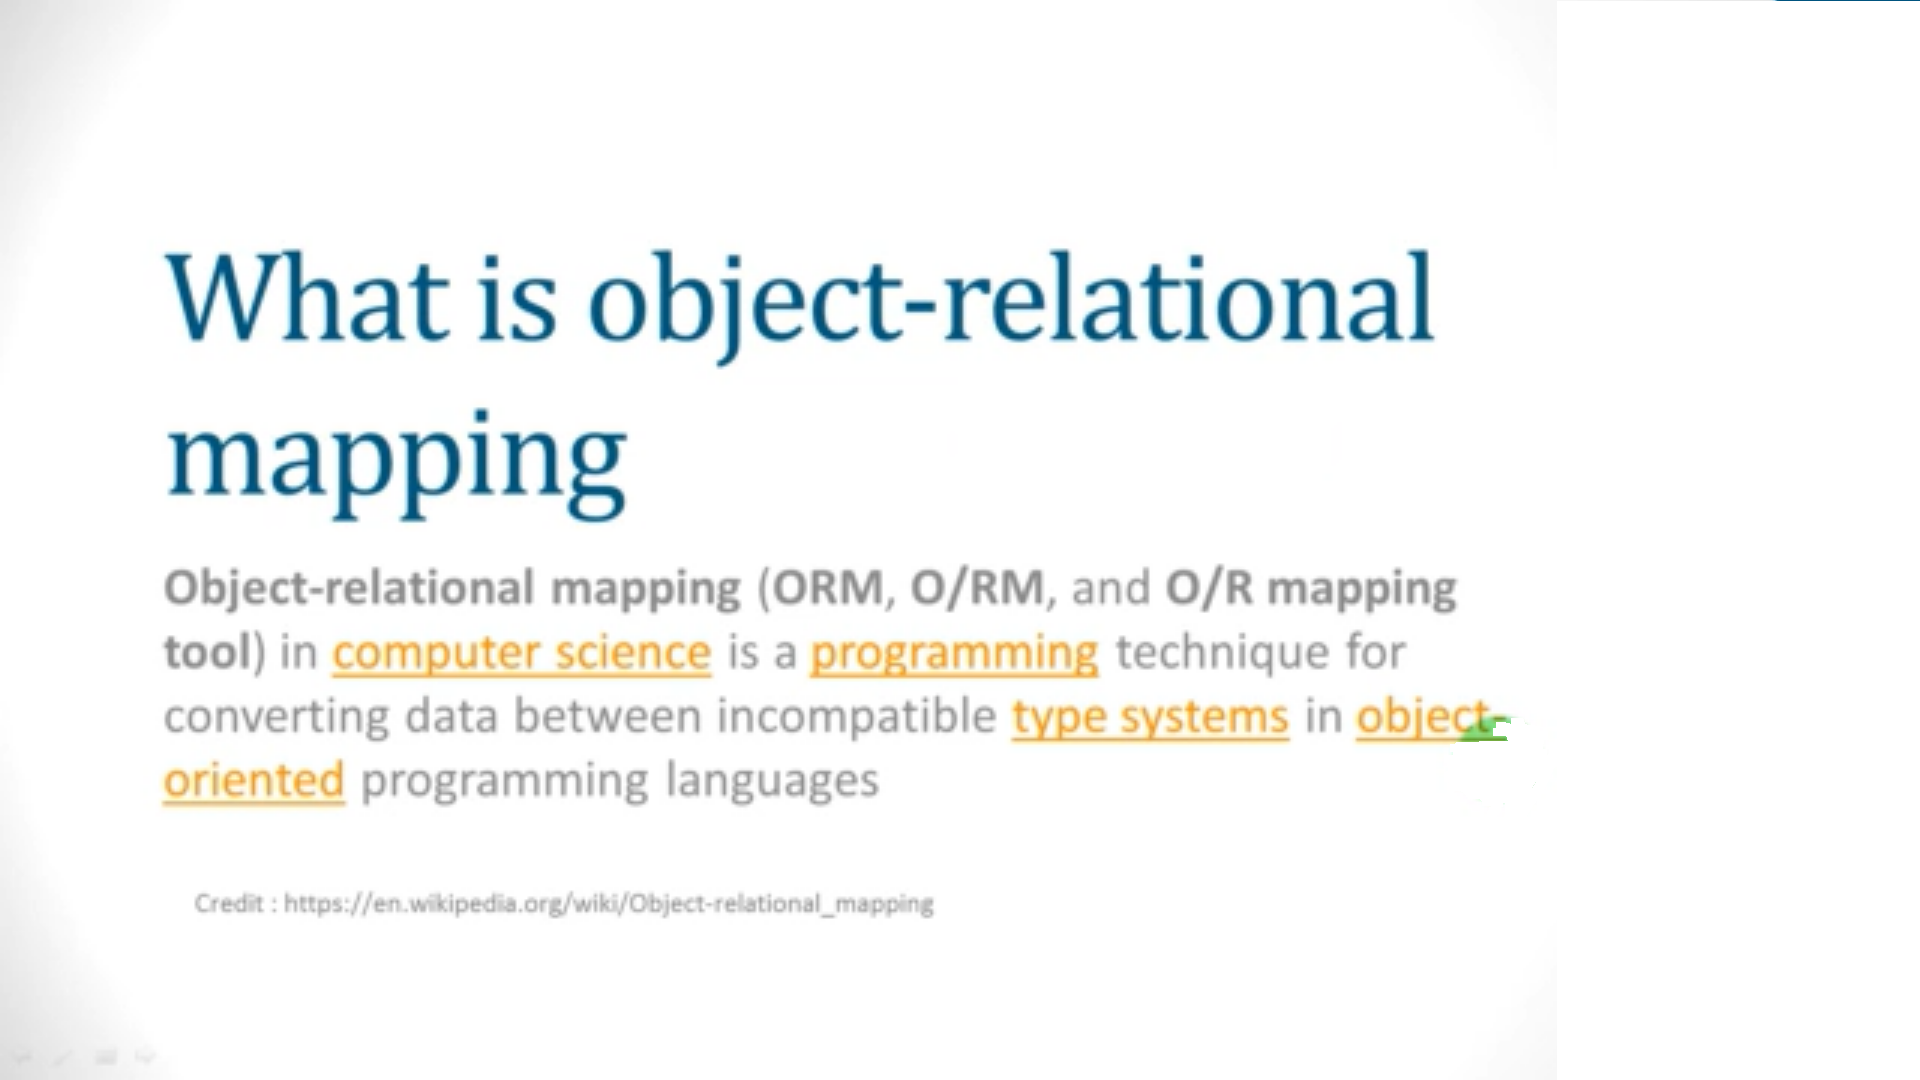 What is object-relational
mapping
Object-relational mapping (ORM, O/RM, and O/R mapping
tool) in computer science is a programming technique for
converting data between incompatible type systems in object-
oriented programming languages
Credit : https://en.wikipedia.org/wiki/Object-relational_mapping